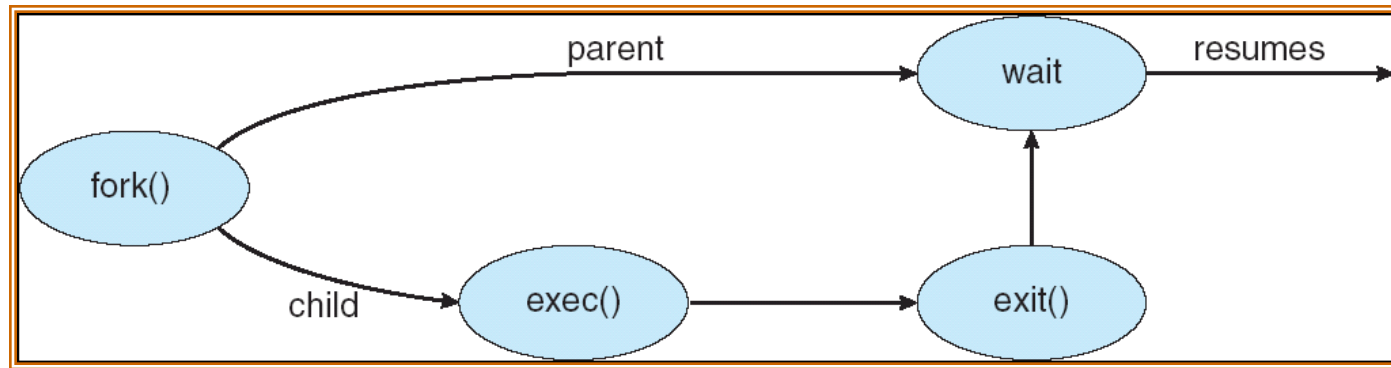 parent
wait
resumes
fork()
child
exec()
exit()